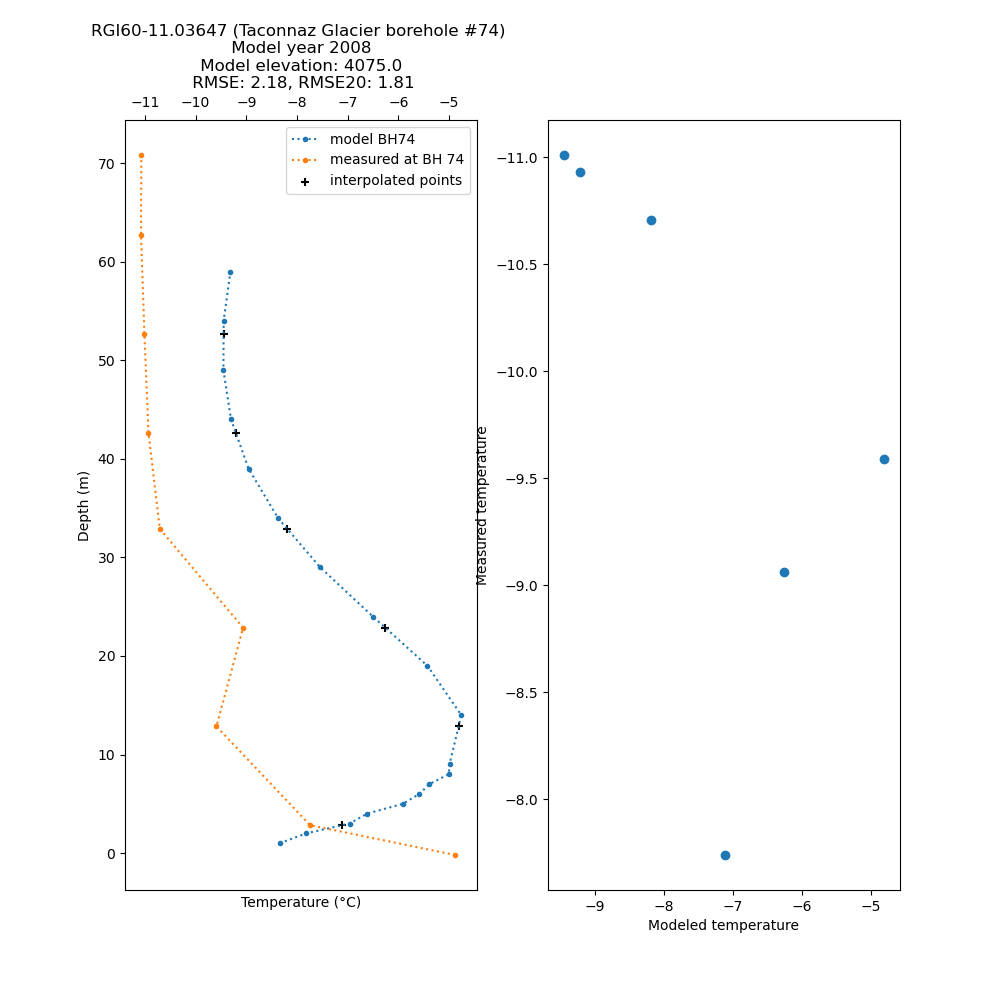 RGI60-11.03647 (Taconnaz Glacier borehole #74)
Model year 2008
Model elevation: 4075.0
RMSE: 2.18, RMSE20: 1.81
−11 −10 −9 −8 −7 −6 −5
model BH74
measured at BH 74
interpolated points
70
60
50
40
30
20
10
0
Depth (m)
Temperature (°C)
−11.0
−10.5
−10.0
−9.5
−9.0
−8.5
−8.0
Measured temperature
−9 −8 −7 −6 −5
Modeled temperature